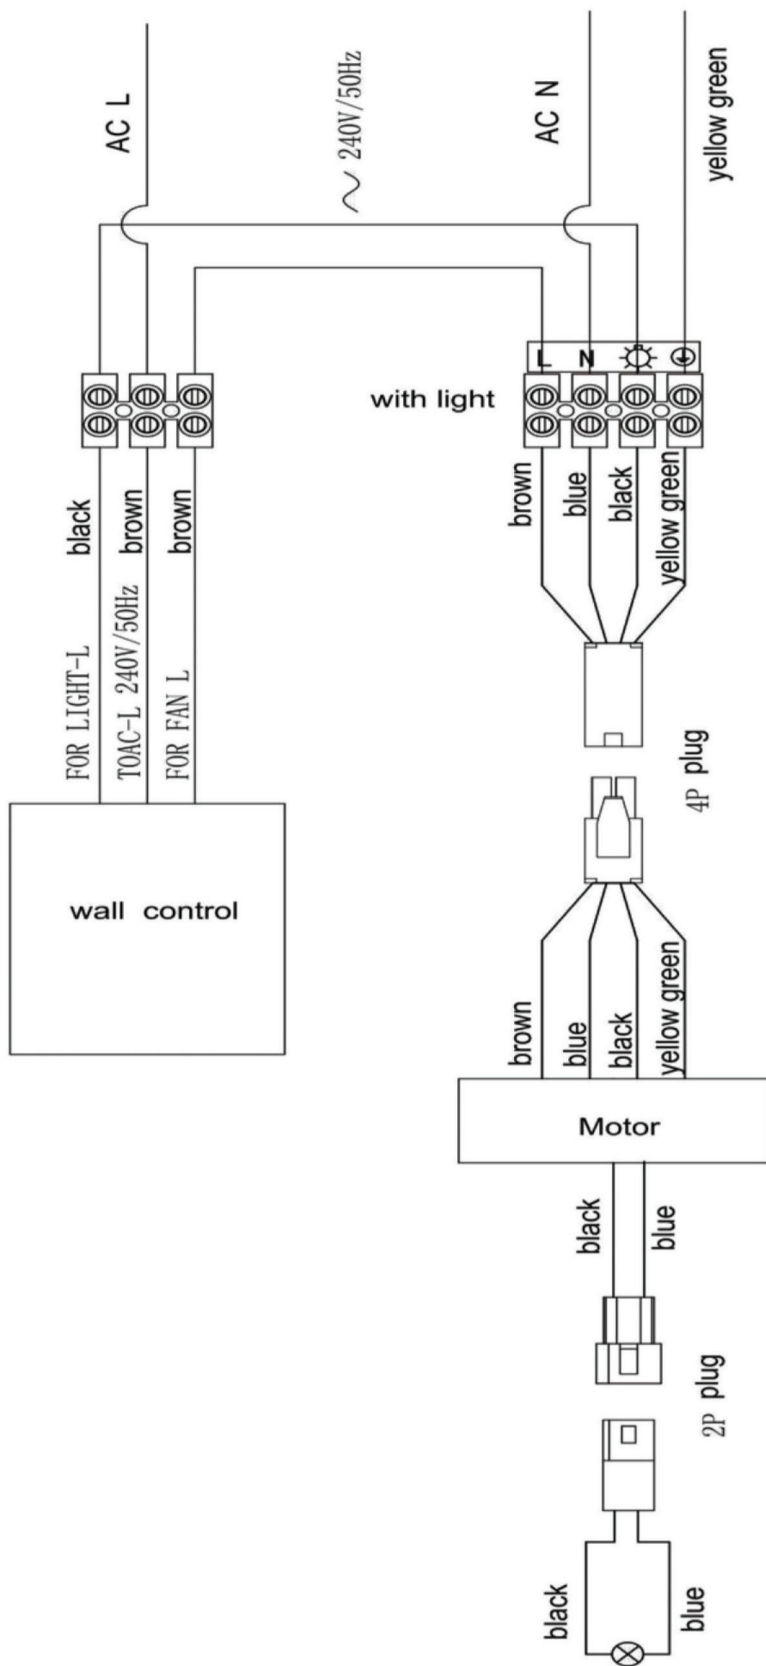 AC L
240V/50Hz
AC N
yellow green
L N
with light
black
brown
brown
brown
blue
black
yellow green
FOR LIGHT-L
TOAC-L 240V/50Hz
FOR FAN L
4P plug
wall control
brown
blue
black
yellow green
Motor
black
blue
2P plug
black
blue